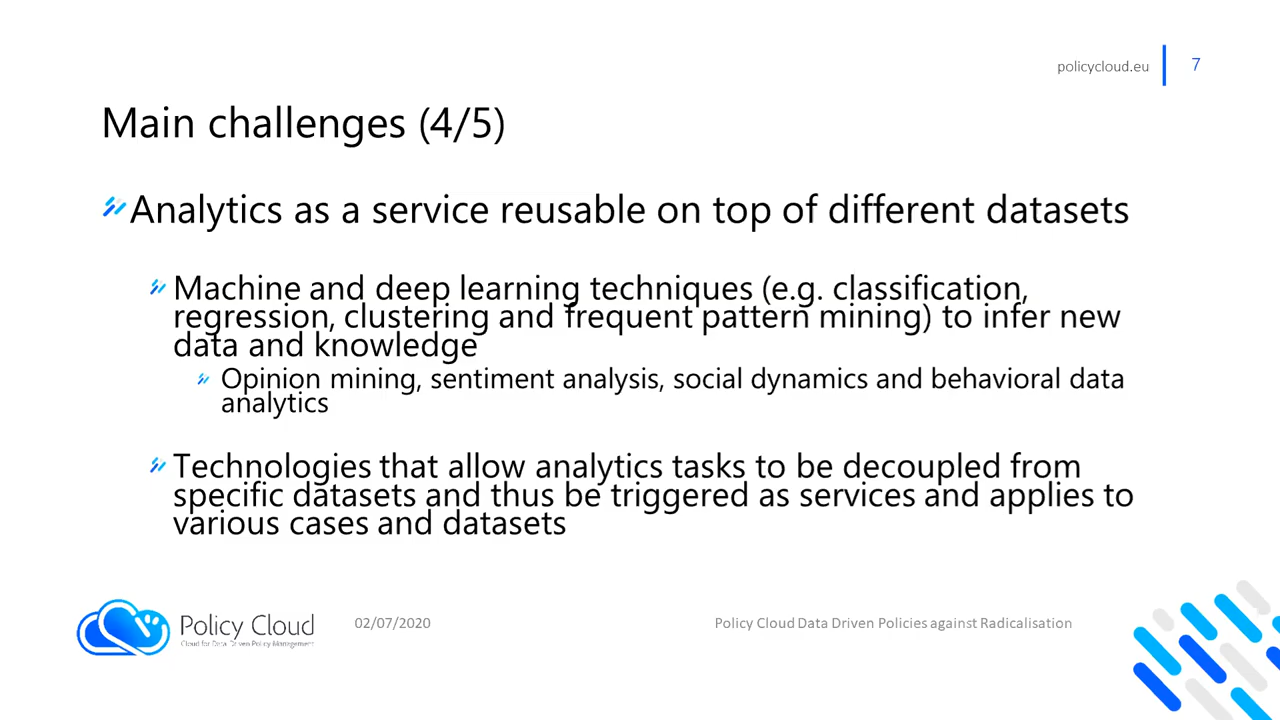 policycloud.eu
7
Main challenges (4/5)
Analytics as a service reusable on top of different datasets
Machine and deep learning techniques (e.g. classification,
regression, clustering and frequent pattern mining) to infer new
data and knowledge
Opinion mining, sentiment analysis, social dynamics and behavioral data
analytics
Technologies that allow analytics tasks to be decoupled from
specific datasets and thus be triggered as services and applies to
various cases and datasets
Policy Cloud
Cloud for Data Driven Policy Management
02/07/2020
Policy Cloud Data Driven Policies against Radicalisation